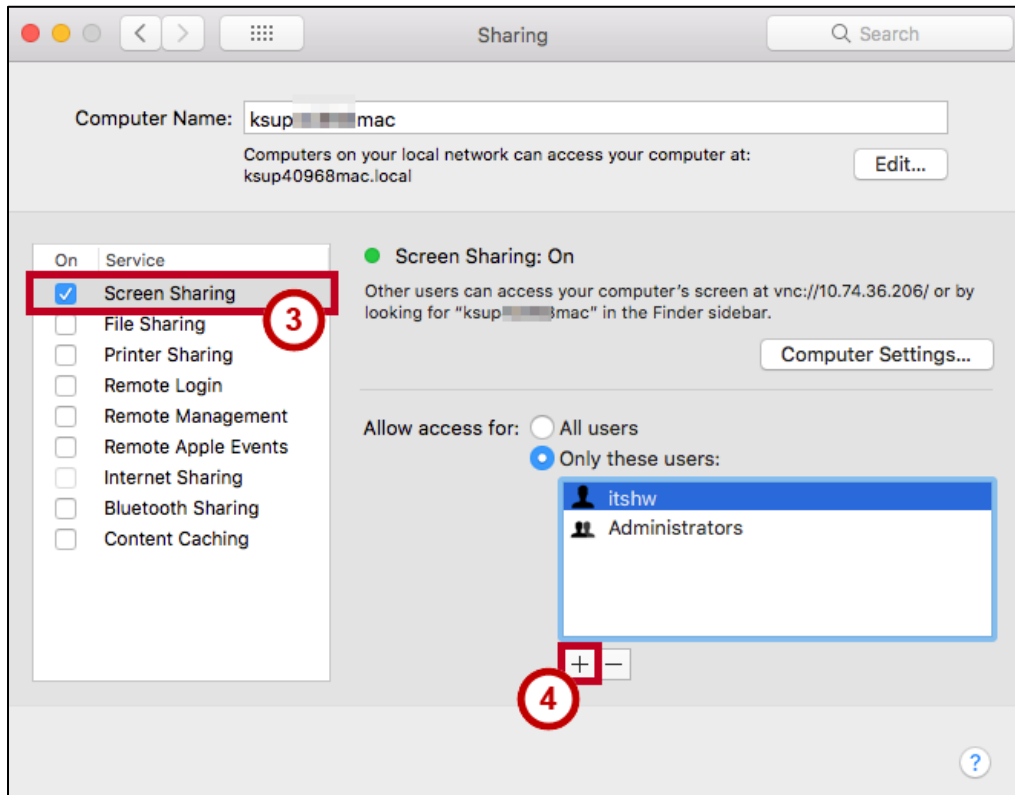 Sharing
Search
Computer Name:
ksup mac
Computers on your local network can access your computer at:
ksup40968mac.local
Edit...
On Service
Screen Sharing
3
File Sharing
Printer Sharing
Remote Login
Remote Management
Remote Apple Events
Internet Sharing
Bluetooth Sharing
Content Caching
Screen Sharing: On
Other users can access your computer's screen at vnc://10.74.36.206/ or by
looking for "ksup mac" in the Finder sidebar.
Computer Settings...
Allow access for:
All users
Only these users:
itshw
Administrators
+ −
4
?